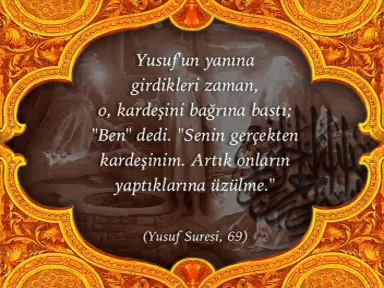 Yusuf'un yanına
girdikleri zaman,
o, kardeşini bağrına bastı;
"Ben" dedi. "Senin gerçekten
kardeşinim. Artık onların
yaptıklarına üzülme."
(Yusuf Suresi, 69)